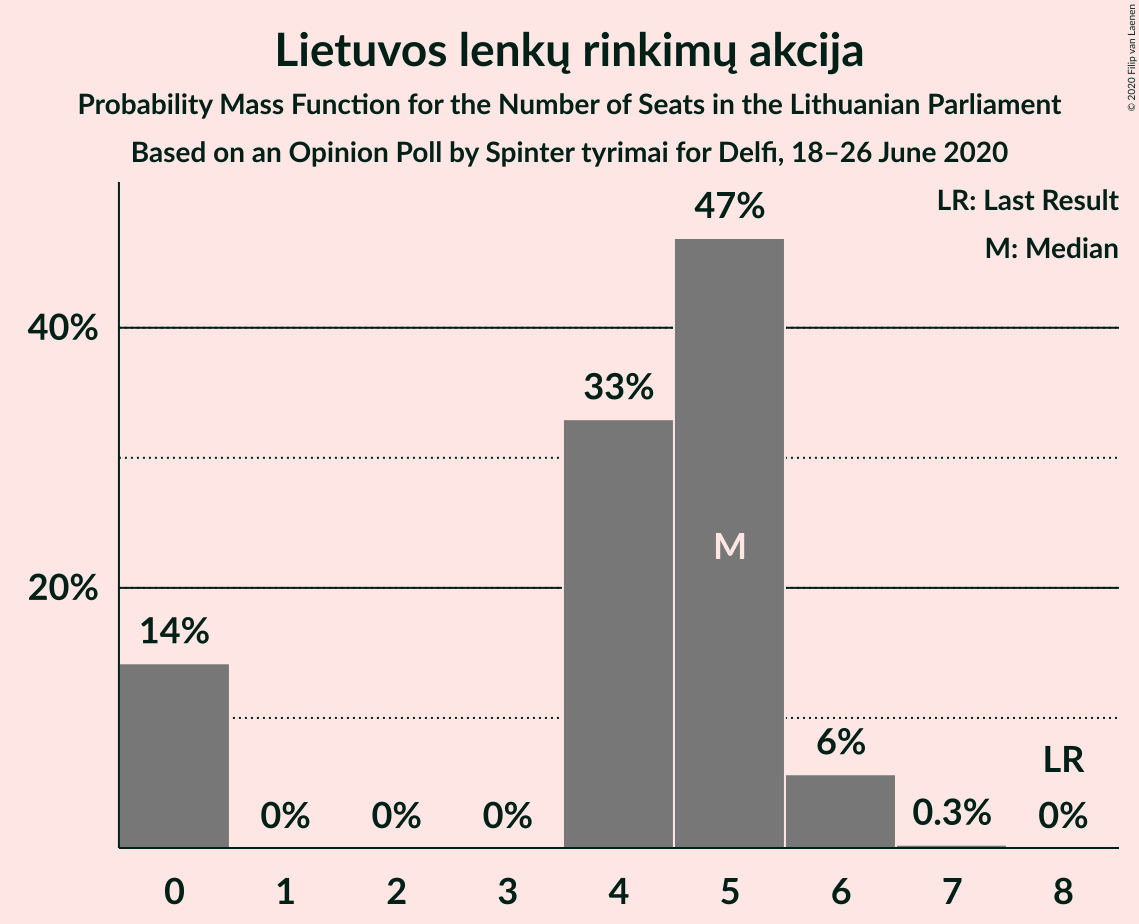 Lietuvos lenkų rinkimų akcija
Probability Mass Function for the Number of Seats in the Lithuanian Parliament
Based on an Opinion Poll by Spinter tyrimai for Delfi, 18–26 June 2020
© 2020 Filip van Laenen
LR: Last Result
M: Median
47%
40%
33%
M
20%
14%
6%
LR
0%
0%
0%
0.3%
0%
0 1 2 3 4 5 6 7 8